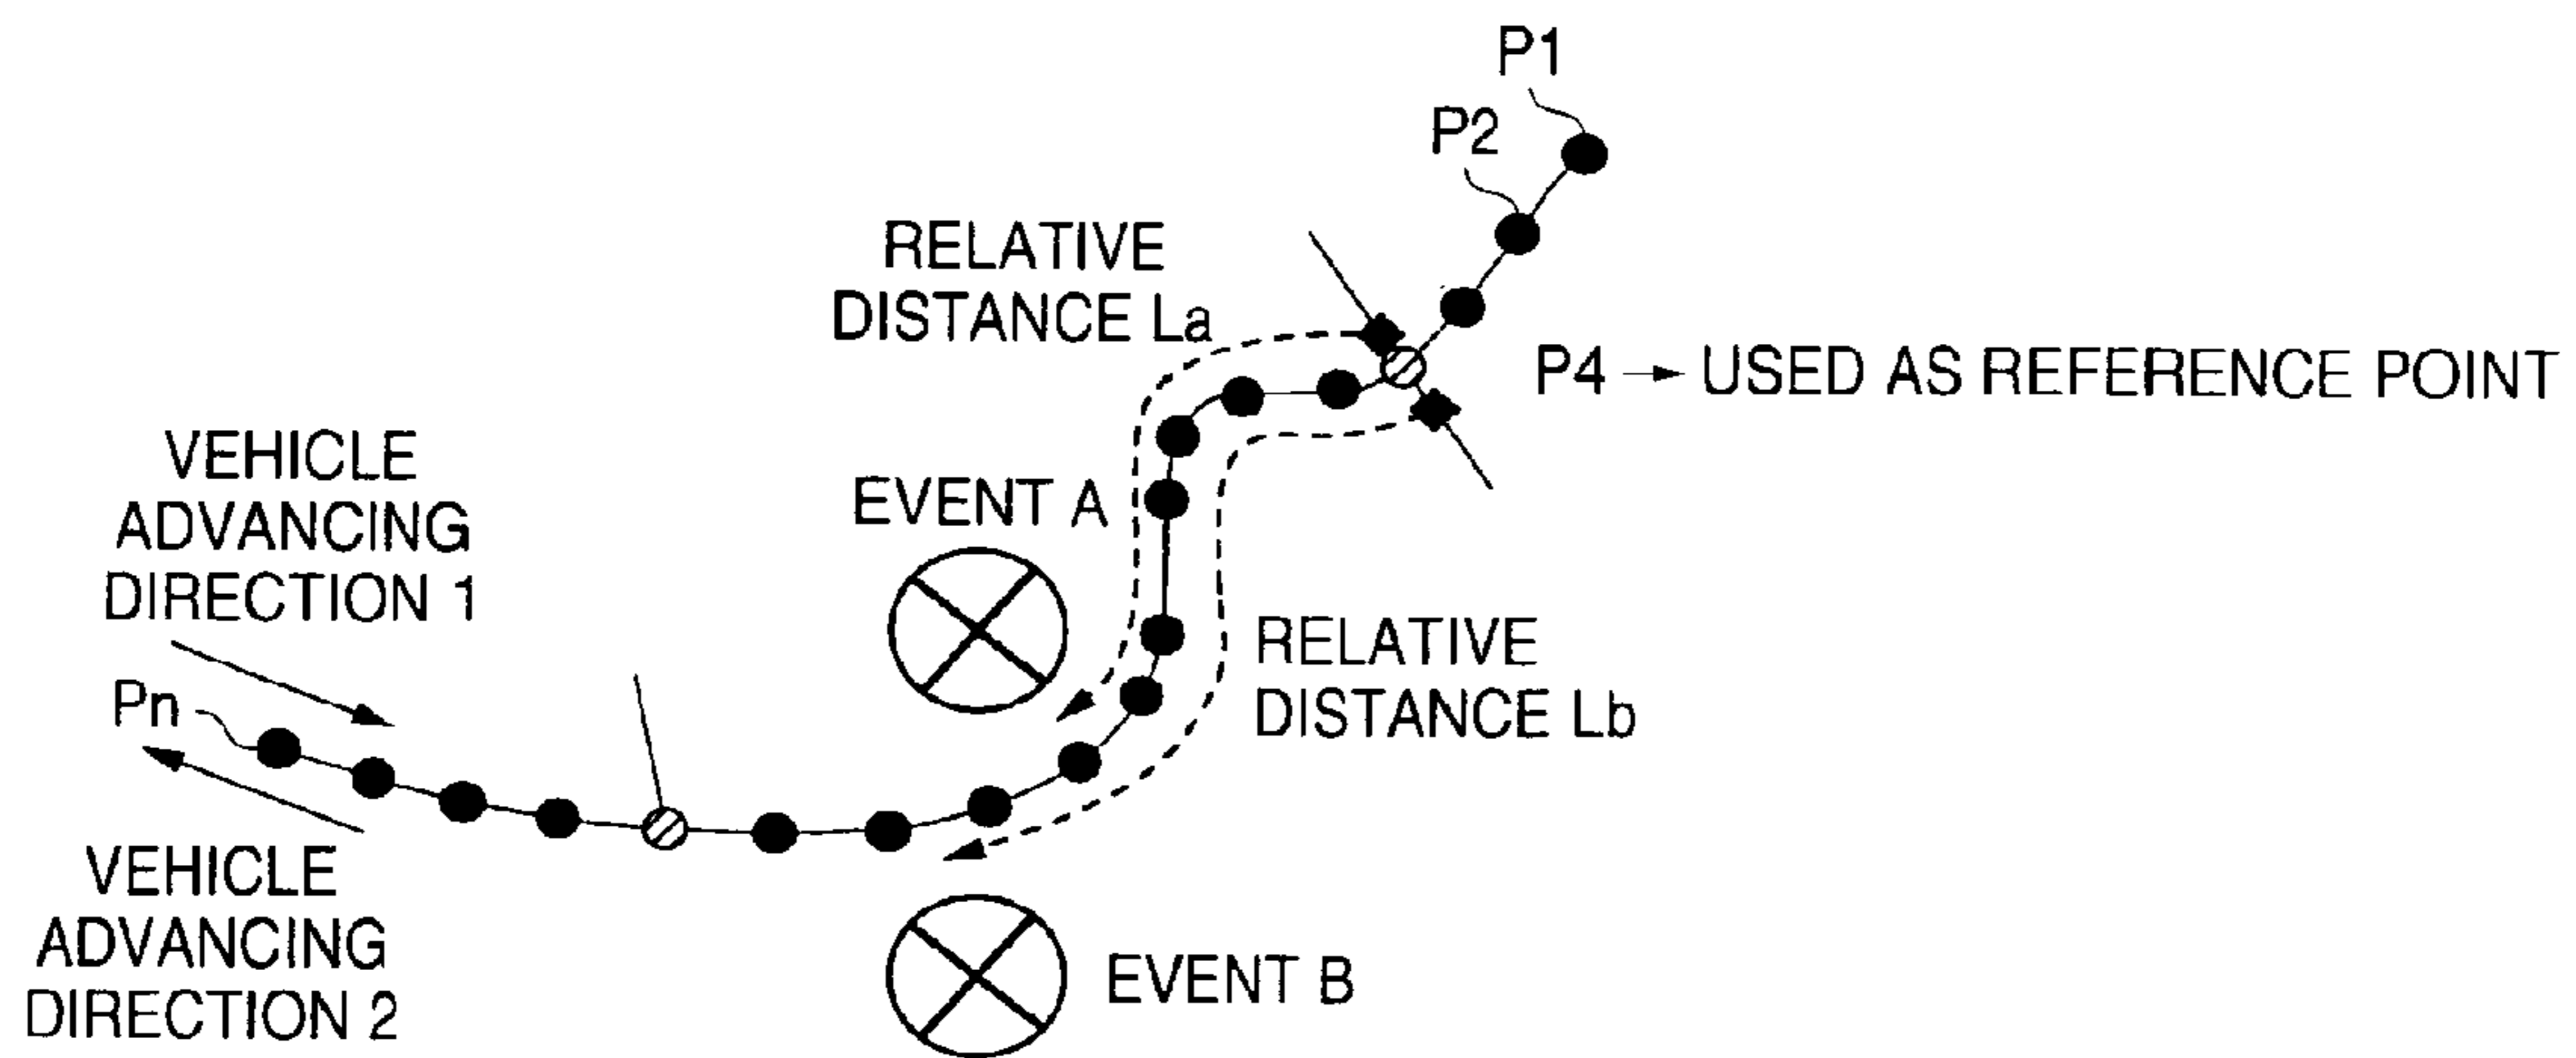 P1
P2
RELATIVE
DISTANCE La
P4 → USED AS REFERENCE POINT
VEHICLE
ADVANCING
DIRECTION 1
EVENT A
RELATIVE
DISTANCE Lb
Pn
VEHICLE
ADVANCING
DIRECTION 2
EVENT B